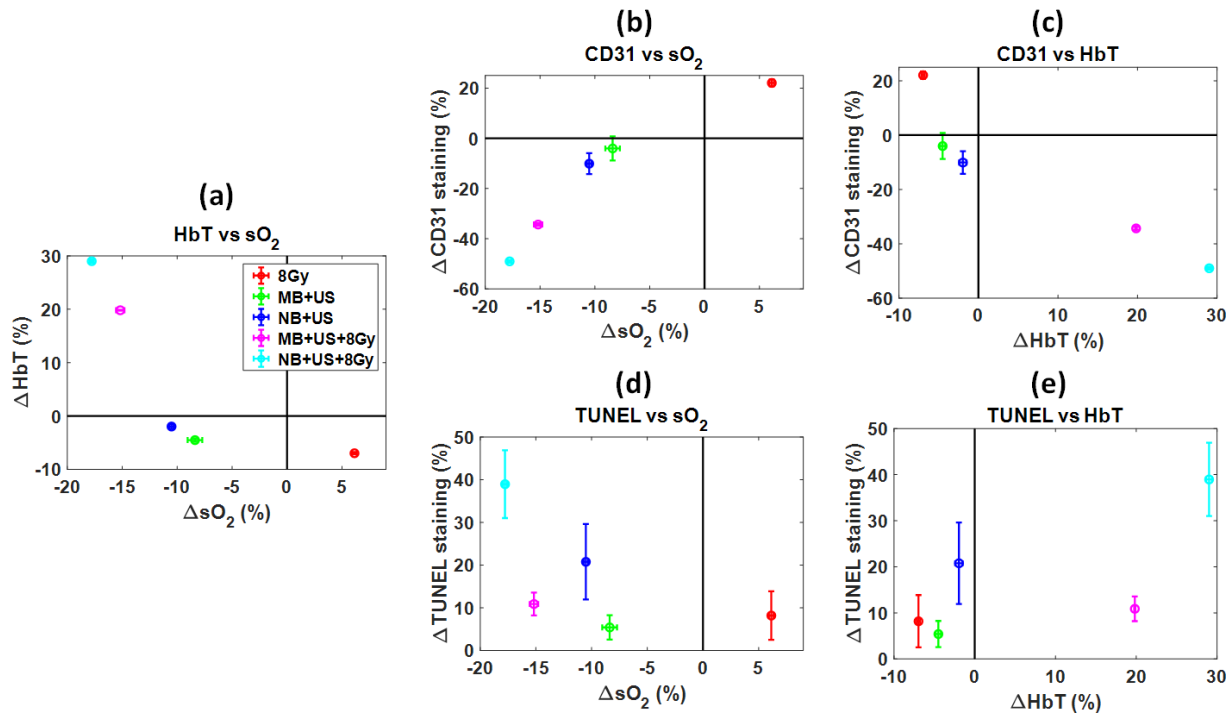 (a)
HbT vs sO2
ΔHbT (%)
30
20
10
0
-10
-20
-15
-10
-5
0
5
ΔsO2 (%)
8Gy
MB+US
NB+US
MB+US+8Gy
NB+US+8Gy
(b)
CD31 vs sO2
ΔCD31 staining (%)
20
0
-20
-40
-60
-20
-15
-10
-5
0
5
ΔsO2 (%)
(c)
CD31 vs HbT
ΔCD31 staining (%)
20
0
-20
-40
-60
-10
0
10
20
30
ΔHbT (%)
(d)
TUNEL vs sO2
ΔTUNEL staining (%)
50
40
30
20
10
0
-20
-15
-10
-5
0
5
ΔsO2 (%)
(e)
TUNEL vs HbT
ΔTUNEL staining (%)
50
40
30
20
10
0
-10
0
10
20
30
ΔHbT (%)